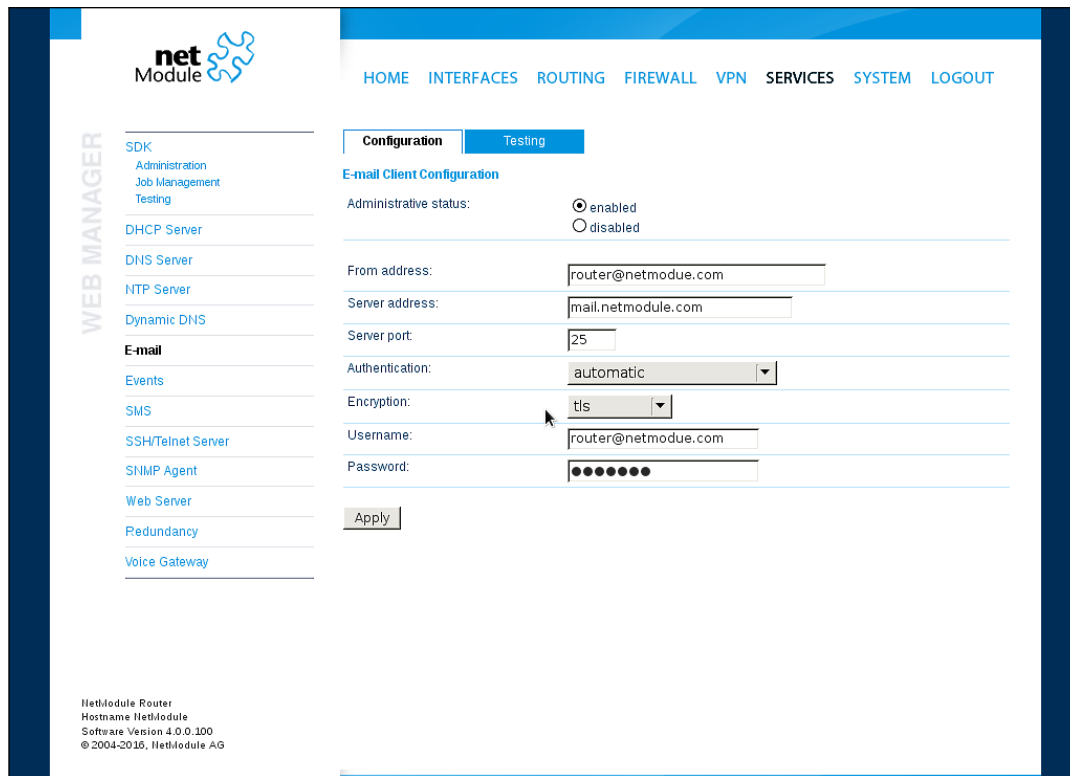 net
Module
HOME INTERFACES ROUTING FIREWALL VPN SERVICES SYSTEM LOGOUT
WEB MANAGER
SDK
Administration
Job Management
Testing
DHCP Server
DNS Server
NTP Server
Dynamic DNS
E-mail
Events
SMS
SSH/Telnet Server
SNMP Agent
Web Server
Redundancy
Voice Gateway
Configuration Testing
E-mail Client Configuration
Administrative status: enabled
disabled
From address: router@netmodue.com
Server address: mail.netmodule.com
Server port: 25
Authentication: automatic
Encryption: tls
Username: router@netmodue.com
Password: ●●●●●●●
Apply
NetModule Router
Hostname NetModule
Software Version 4.0.0.100
© 2004-2016, NetModule AG